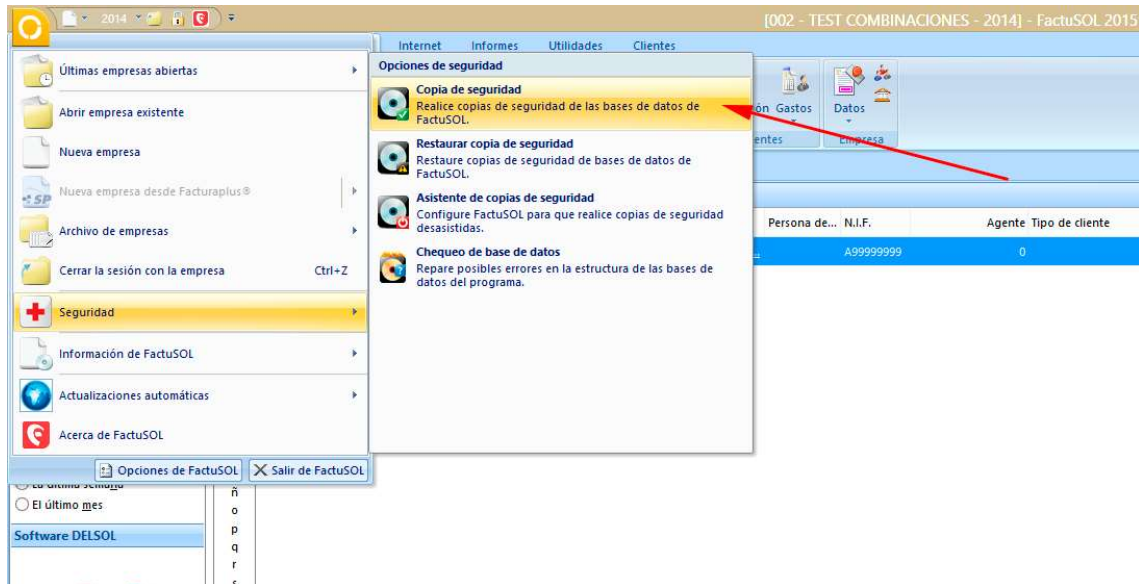 2014
[002 - TEST COMBINACIONES - 2014] - FactuSOL 2015
Internet Informes Utilidades Clientes
Últimas empresas abiertas
Abrir empresa existente
Nueva empresa
SP Nueva empresa desde Facturaplus®
Archivo de empresas
Cerrar la sesión con la empresa Ctrl+Z
Seguridad
Información de FactuSOL
Actualizaciones automáticas
Acerca de FactuSOL
Opciones de FactuSOL
Salir de FactuSOL
Opciones de seguridad
Copia de seguridad
Realice copias de seguridad de las bases de datos de
FactuSOL.
Restaurar copia de seguridad
Restaure copias de seguridad de bases de datos de
FactuSOL.
Asistente de copias de seguridad
Configure FactuSOL para que realice copias de seguridad
desasistidas.
Chequeo de base de datos
Repare posibles errores en la estructura de las bases de
datos del programa.
ón Gastos Datos
entes Empresa
Persona de... N.I.F. Agente Tipo de cliente
... A99999999 0
La última semana
El último mes
Software DELSOL
ñ
o
p
q
r
s